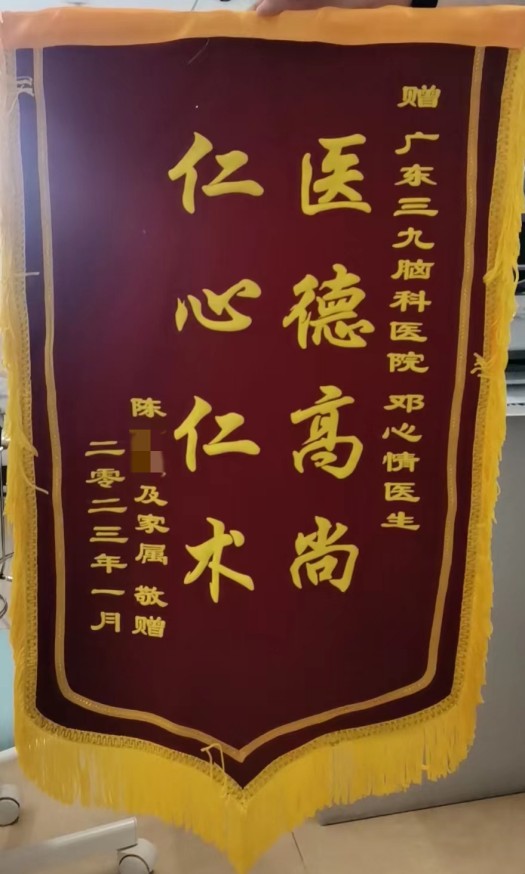 赠 广东三九脑科医院 邓心情医生
医德高尚
仁心仁术
陈 及家属 敬赠
二零二三年一月